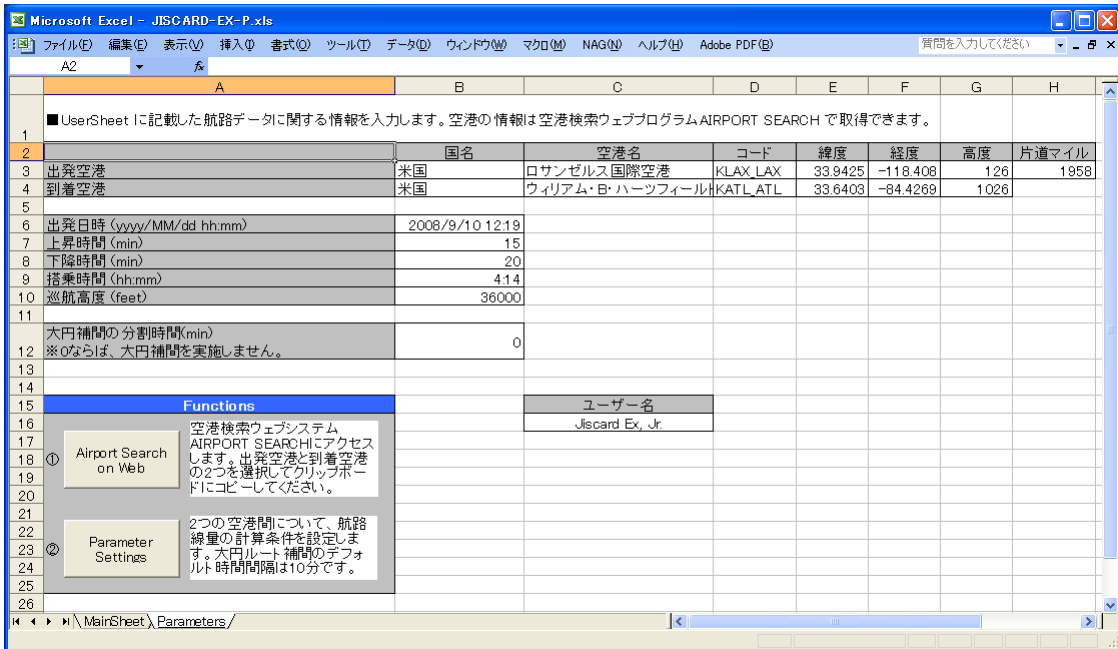 Microsoft Excel - JISCARD-EX-P.xls
ファイル(F) 編集(E) 表示(V) 挿入(I) 書式(O) ツール(T) データ(D) ウィンドウ(W) マクロ(M) NAG(N) ヘルプ(H) Adobe PDF(B) 質問を入力してください
A2 fx
A B C D E F G H
1 ■UserSheet に記載した航路データに関する情報を入力します。空港の情報は空港検索ウェブプログラムAIRPORT SEARCH で取得できます。
2 国名 空港名 コード 緯度 経度 高度 片道マイル
3 出発空港 米国 ロサンゼルス国際空港 KLAX_LAX 33.9425 -118.408 126 1958
4 到着空港 米国 ウィリアム・B・ハーツフィールド KATL_ATL 33.6403 -84.4269 1026
5
6 出発日時 (yyyy/MM/dd hh:mm) 2008/9/10 12:19
7 上昇時間 (min) 15
8 下降時間 (min) 20
9 搭乗時間 (hh:mm) 4:14
10 巡航高度 (feet) 36000
11
大円補間の分割時間(min)
12 ※0ならば、大円補間を実施しません。 0
13
14
15 Functions ユーザー名
16 Jiscard Ex, Jr.
17
18
19
20
21
22
23
24
25
26
① Airport Search
on Web
空港検索ウェブシステム
AIRPORT SEARCHにアクセス
します。出発空港と到着空港
の2つを選択してクリップボー
ドにコピーしてください。
② Parameter
Settings
2つの空港間について、航路
線量の計算条件を設定しま
す。大円ルート補間のデフォ
ルト時間間隔は10分です。
MainSheet Parameters